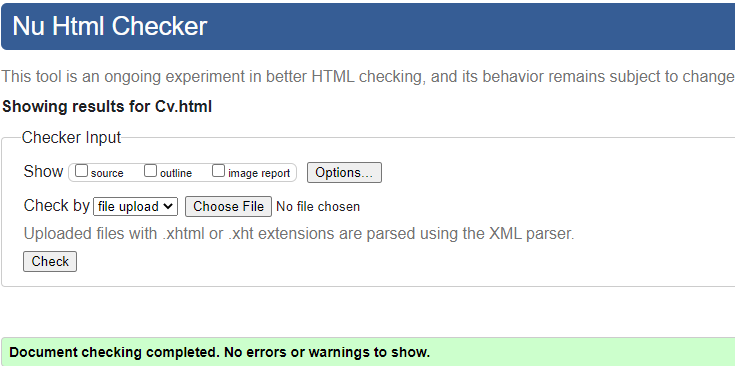 Nu Html Checker
This tool is an ongoing experiment in better HTML checking, and its behavior remains subject to change
Showing results for Cv.html
Checker Input
Show source outline image report Options...
Check by file upload Choose File No file chosen
Uploaded files with .xhtml or .xht extensions are parsed using the XML parser.
Check
Document checking completed. No errors or warnings to show.